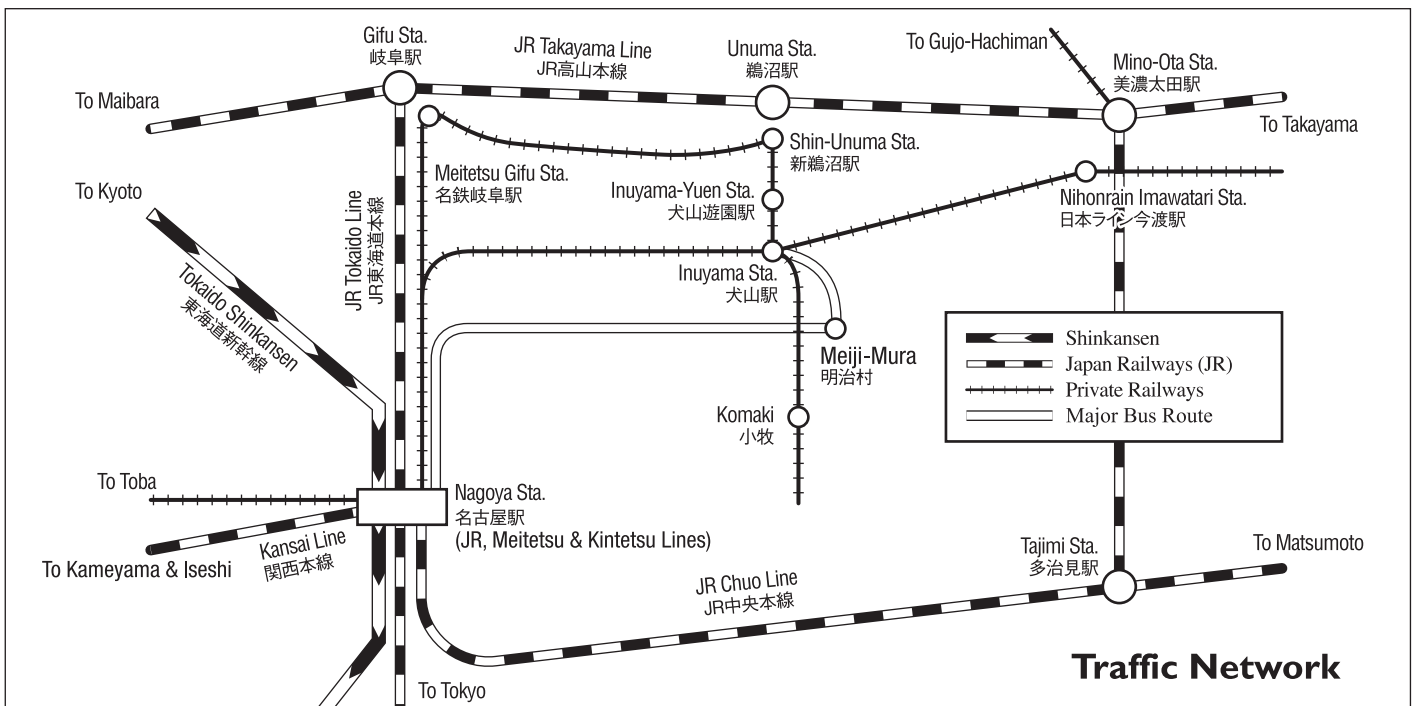 Gifu Sta.
岐阜駅
JR Takayama Line
JR高山本線
Unuma Sta.
鵜沼駅
To Gujo-Hachiman
Mino-Ota Sta.
美濃太田駅
To Maibara
To Takayama
Shin-Unuma Sta.
新鵜沼駅
Meitetsu Gifu Sta.
名鉄岐阜駅
To Kyoto
Inuyama-Yuen Sta.
犬山遊園駅
Nihonrain Imawatari Sta.
日本ライン今渡駅
JR Tokaido Line
JR東海道本線
Tokaido Shinkansen
東海道新幹線
Inuyama Sta.
犬山駅
Meiji-Mura
明治村
Shinkansen
Japan Railways (JR)
Private Railways
Major Bus Route
Komaki
小牧
To Toba
Nagoya Sta.
名古屋駅
(JR, Meitetsu & Kintetsu Lines)
Kansai Line
関西本線
To Kameyama & Iseshi
Tajimi Sta.
多治見駅
To Matsumoto
JR Chuo Line
JR中央本線
To Tokyo
Traffic Network